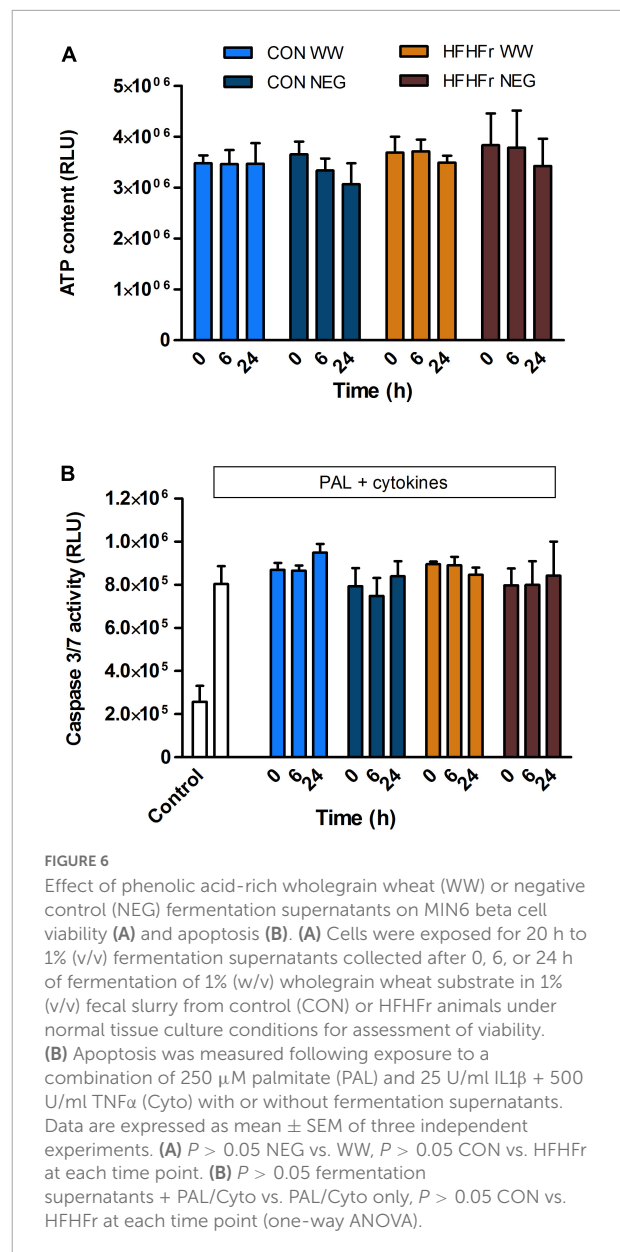 A
CON WW
HFHFr WW
CON NEG
HFHFr NEG
ATP content (RLU)
5×10⁰⁶
4×10⁰⁶
3×10⁰⁶
2×10⁰⁶
1×10⁰⁶
0
0 6 24 0 6 24 0 6 24 0 6 24
Time (h)
B
PAL + cytokines
Caspase 3/7 activity (RLU)
1.2×10⁶
1.0×10⁶
8.0×10⁵
6.0×10⁵
4.0×10⁵
2.0×10⁵
0
Control 0 6 24 0 6 24 0 6 24 0 6 24
Time (h)
FIGURE 6
Effect of phenolic acid-rich wholegrain wheat (WW) or negative
control (NEG) fermentation supernatants on MIN6 beta cell
viability (A) and apoptosis (B). (A) Cells were exposed for 20 h to
1% (v/v) fermentation supernatants collected after 0, 6, or 24 h
of fermentation of 1% (w/v) wholegrain wheat substrate in 1%
(v/v) fecal slurry from control (CON) or HFHFr animals under
normal tissue culture conditions for assessment of viability.
(B) Apoptosis was measured following exposure to a
combination of 250 μM palmitate (PAL) and 25 U/ml IL1β + 500
U/ml TNFα (Cyto) with or without fermentation supernatants.
Data are expressed as mean ± SEM of three independent
experiments. (A) P > 0.05 NEG vs. WW, P > 0.05 CON vs. HFHFr
at each time point. (B) P > 0.05 fermentation
supernatants + PAL/Cyto vs. PAL/Cyto only, P > 0.05 CON vs.
HFHFr at each time point (one-way ANOVA).